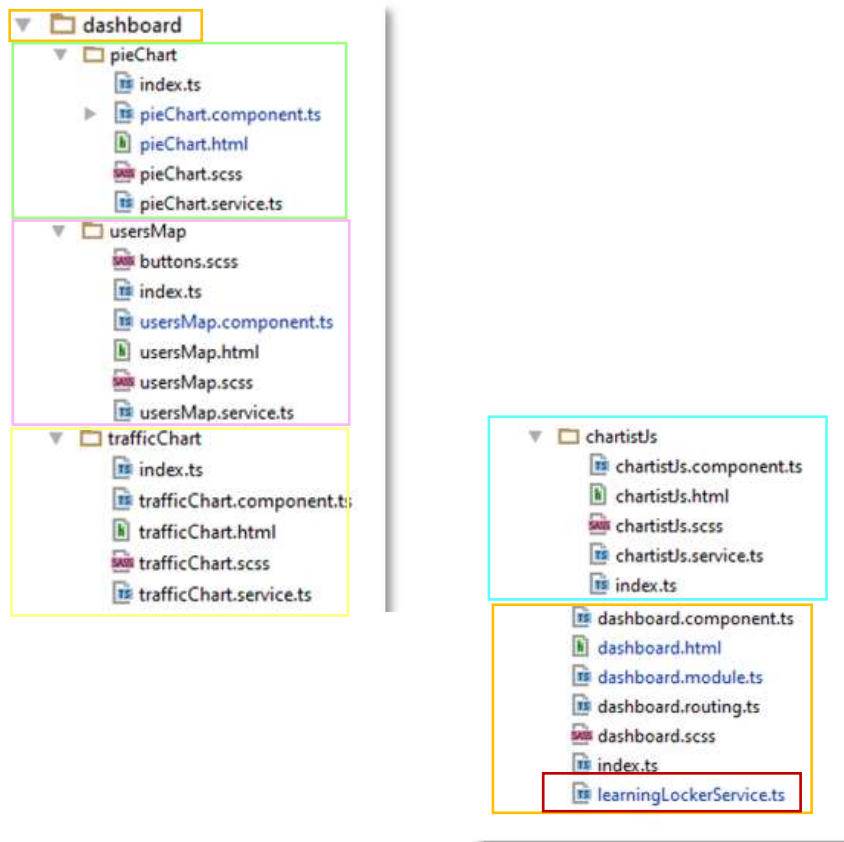 dashboard
pieChart
index.ts
pieChart.component.ts
pieChart.html
pieChart.scss
pieChart.service.ts
usersMap
buttons.scss
index.ts
usersMap.component.ts
usersMap.html
usersMap.scss
usersMap.service.ts
trafficChart
index.ts
trafficChart.component.ts
trafficChart.html
trafficChart.scss
trafficChart.service.ts
chartistJs
chartistJs.component.ts
chartistJs.html
chartistJs.scss
chartistJs.service.ts
index.ts
dashboard.component.ts
dashboard.html
dashboard.module.ts
dashboard.routing.ts
dashboard.scss
index.ts
learningLockerService.ts